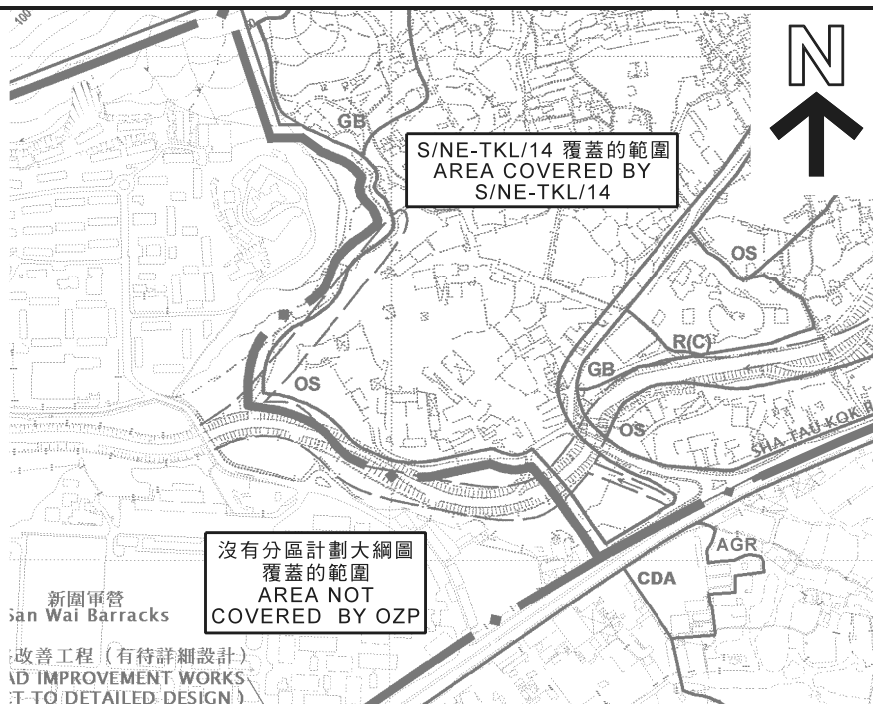 100
N
GB
S/NE-TKL/14 覆蓋的範圍
AREA COVERED BY
S/NE-TKL/14
OS
R(C)
GB
OS
OS
SHA TAU KOK
AGR
CDA
沒有分區計劃大綱圖
覆蓋的範圍
AREA NOT
COVERED BY OZP
新圍軍營
San Wai Barracks
改善工程（有待詳細設計）
AD IMPROVEMENT WORKS
T TO DETAILED DESIGN )